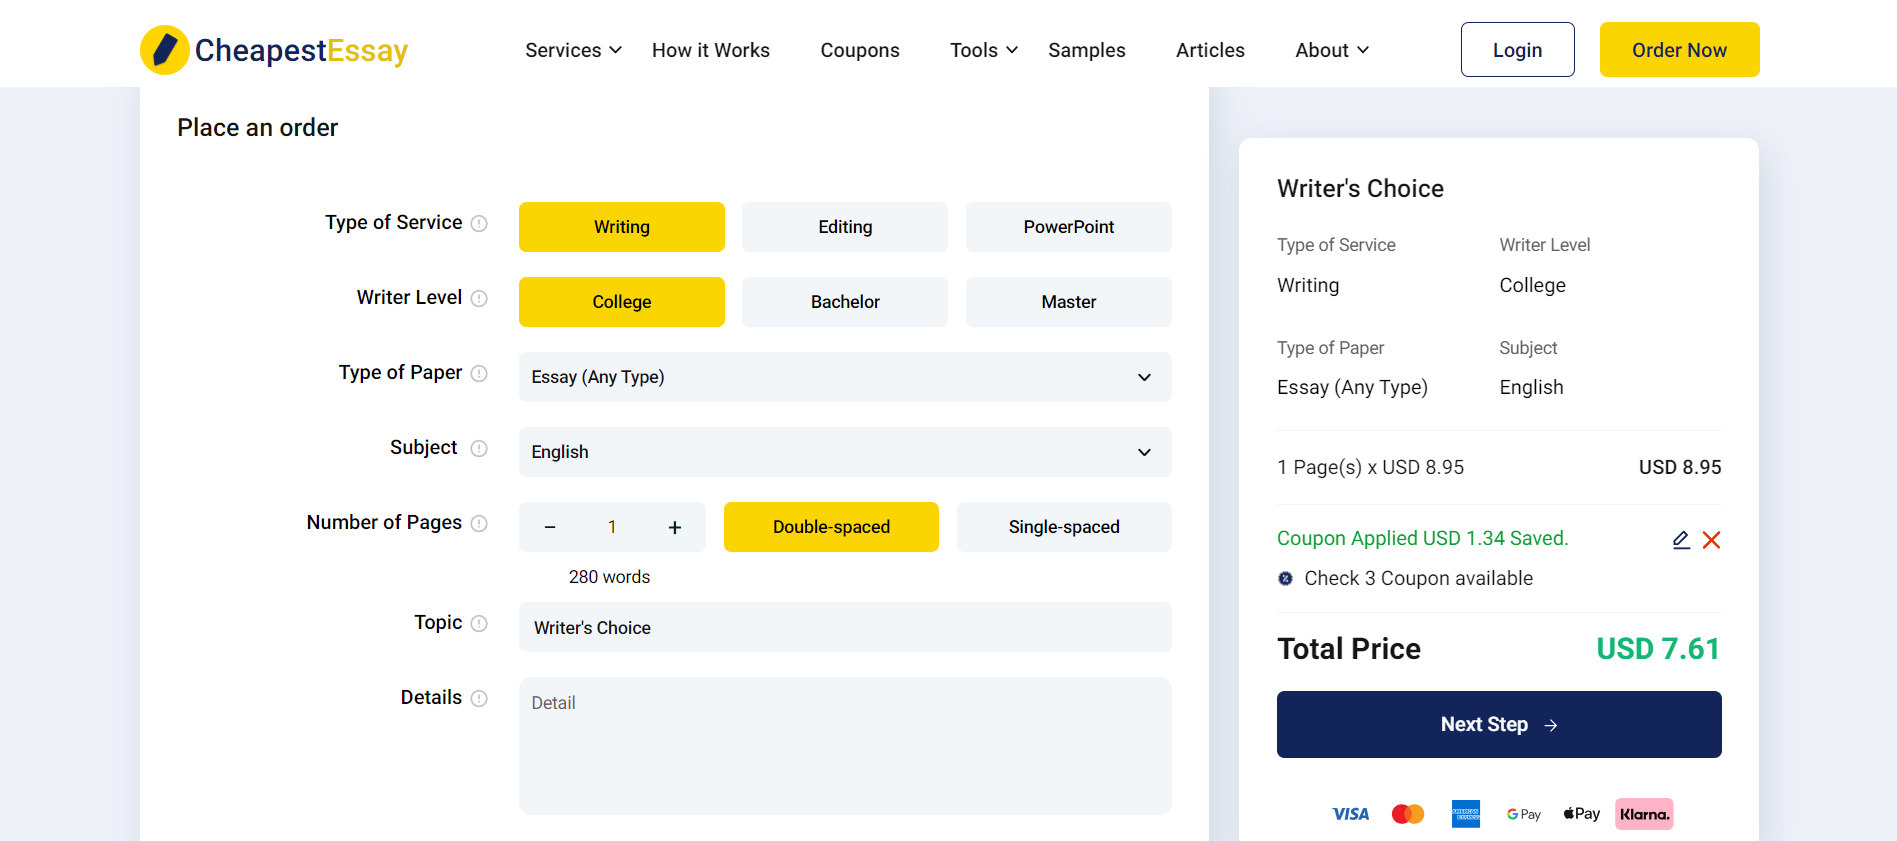 CheapestEssay
Services How it Works Coupons Tools Samples Articles About Login Order Now
Place an order
Type of Service Writing Editing PowerPoint
Writer Level College Bachelor Master
Type of Paper Essay (Any Type)
Subject English
Number of Pages − 1 + Double-spaced Single-spaced
280 words
Topic Writer's Choice
Details Detail
Writer's Choice
Type of Service Writer Level
Writing College
Type of Paper Subject
Essay (Any Type) English
1 Page(s) x USD 8.95 USD 8.95
Coupon Applied USD 1.34 Saved.
Check 3 Coupon available
Total Price USD 7.61
Next Step →
VISA AMERICAN EXPRESS G Pay Pay Klarna.